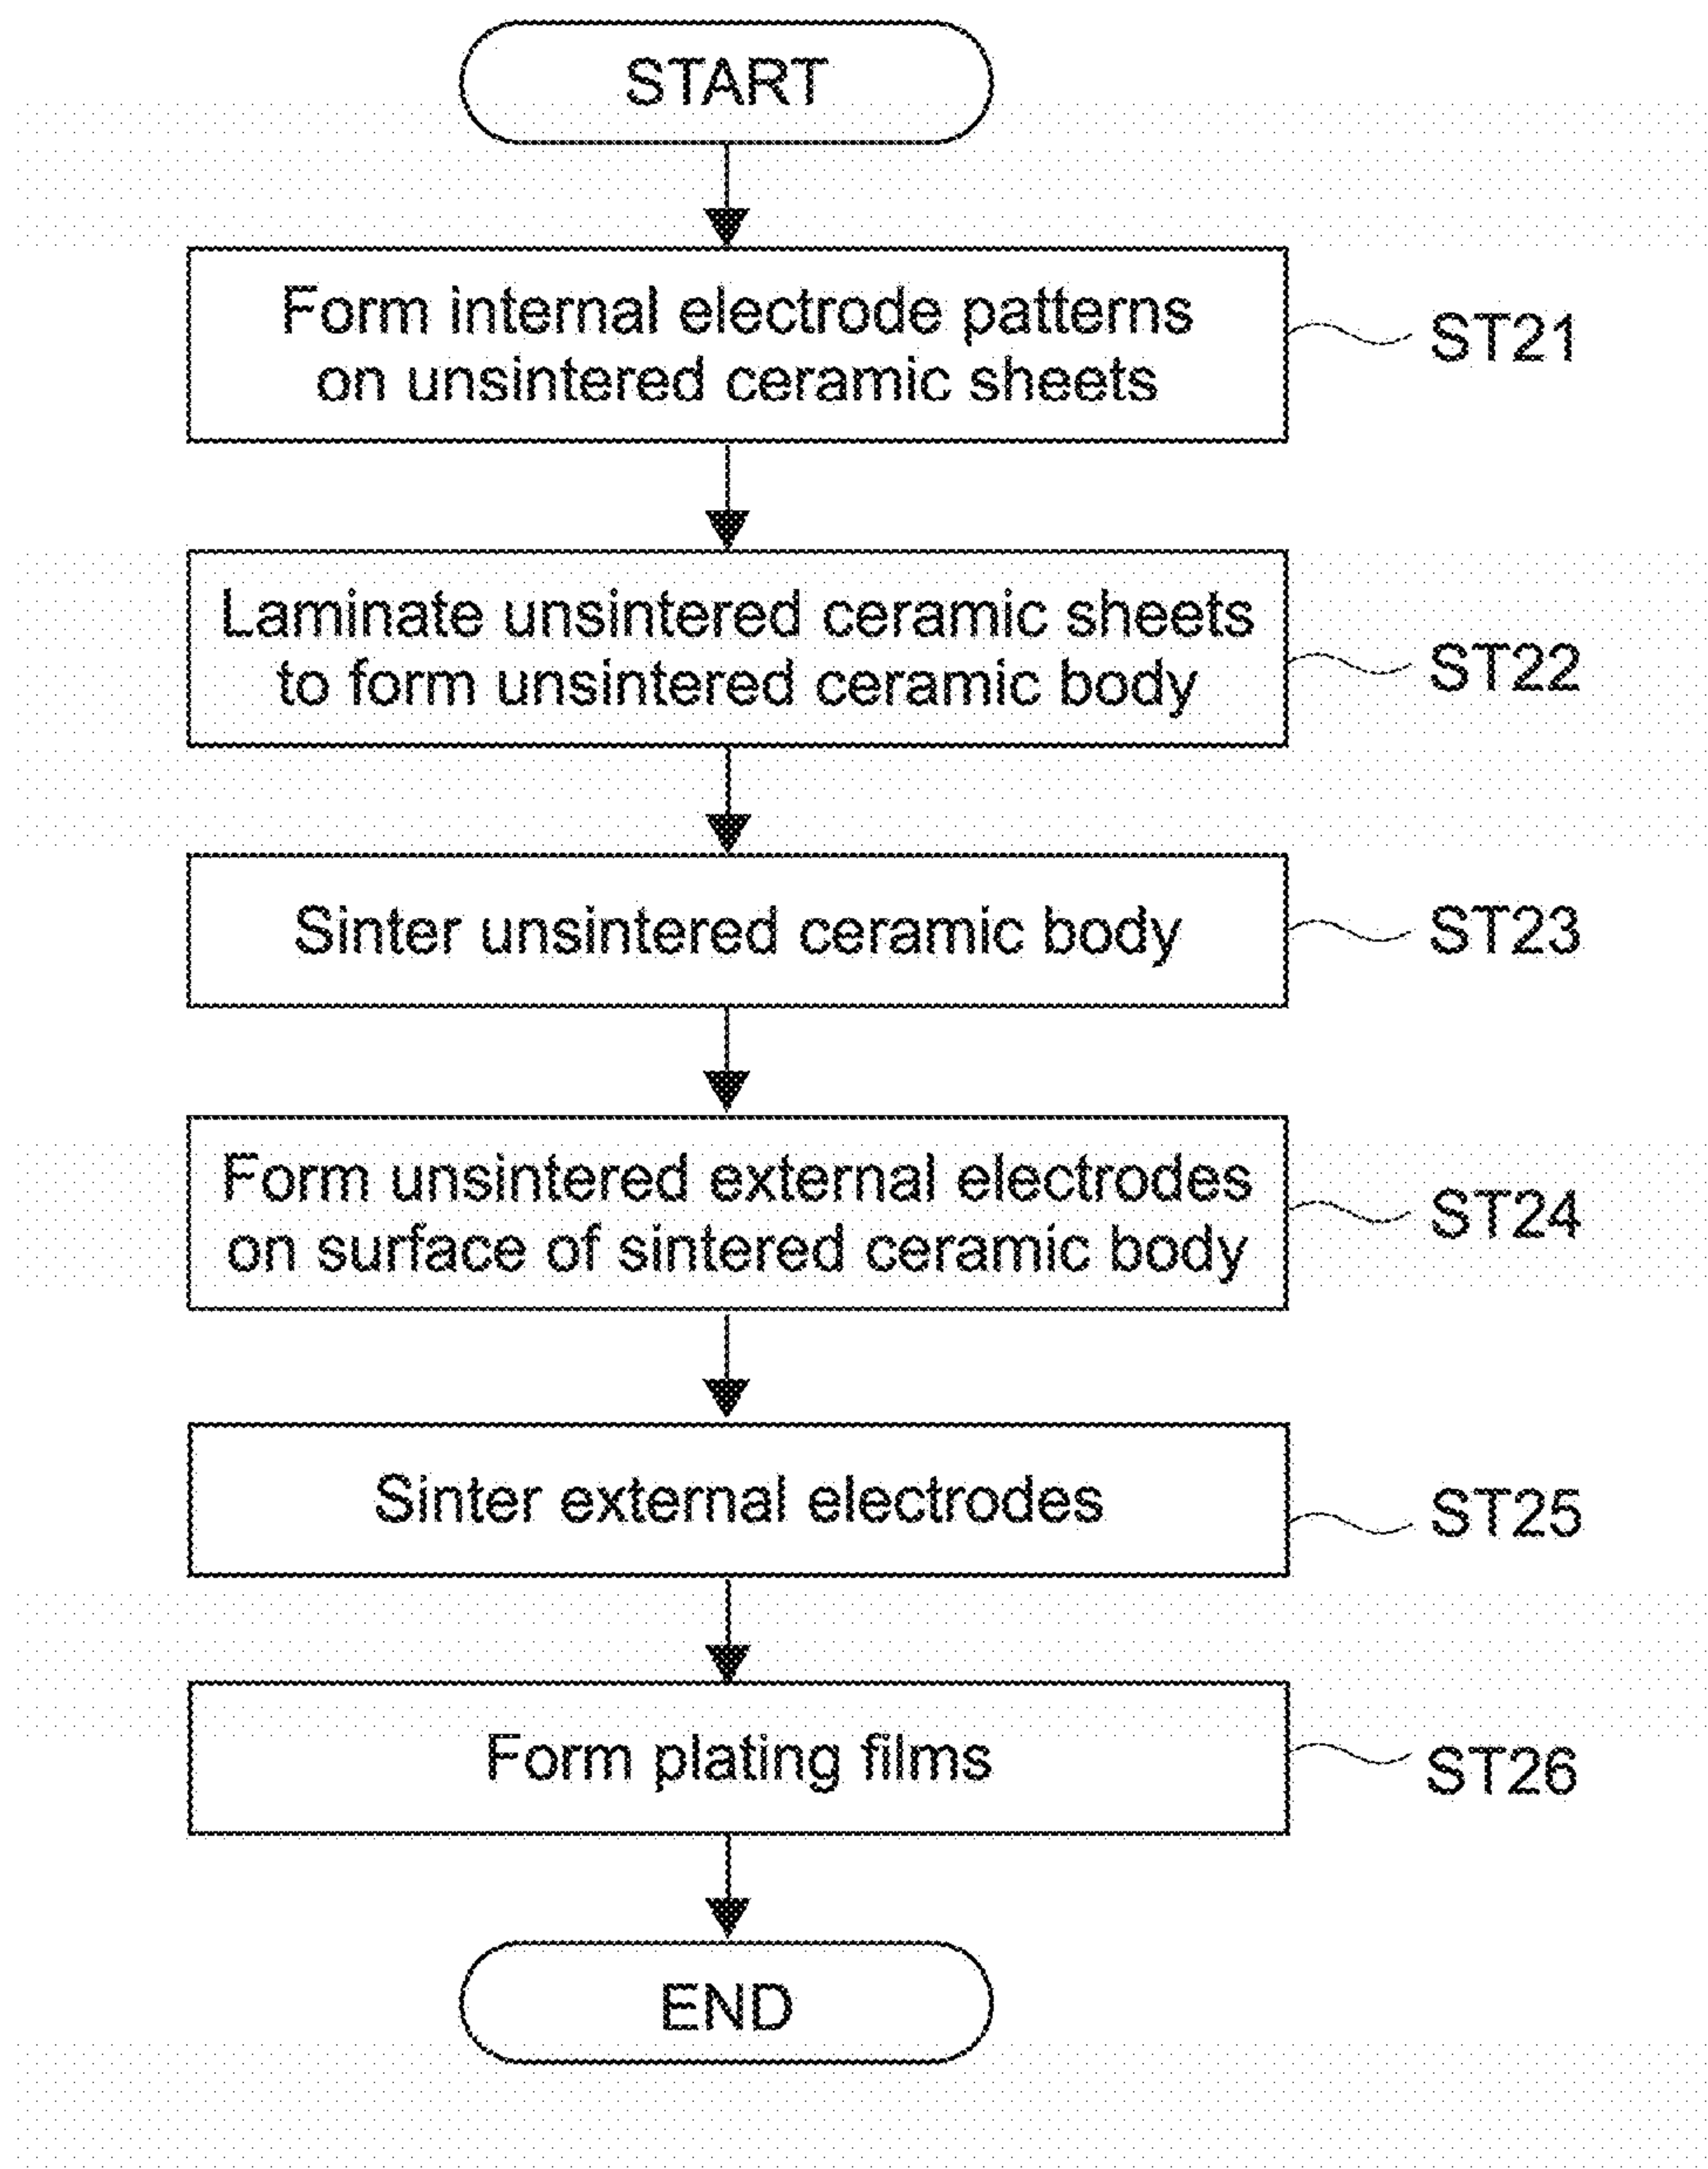 START
Form internal electrode patterns
on unsintered ceramic sheets
ST21
Laminate unsintered ceramic sheets
to form unsintered ceramic body
ST22
Sinter unsintered ceramic body
ST23
Form unsintered external electrodes
on surface of sintered ceramic body
ST24
Sinter external electrodes
ST25
Form plating films
ST26
END